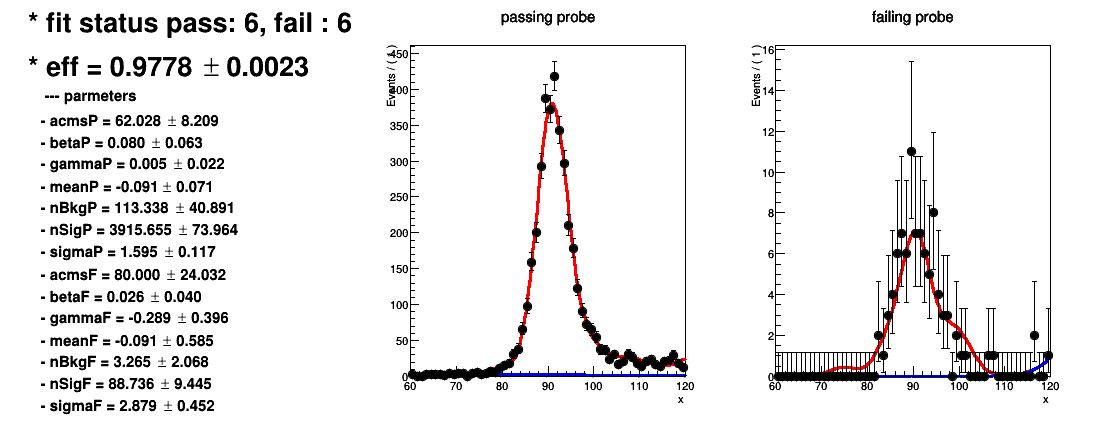 * fit status pass: 6, fail : 6
* eff = 0.9778 ± 0.0023
--- parmeters
- acmsP = 62.028 ± 8.209
- betaP = 0.080 ± 0.063
- gammaP = 0.005 ± 0.022
- meanP = -0.091 ± 0.071
- nBkgP = 113.338 ± 40.891
- nSigP = 3915.655 ± 73.964
- sigmaP = 1.595 ± 0.117
- acmsF = 80.000 ± 24.032
- betaF = 0.026 ± 0.040
- gammaF = -0.289 ± 0.396
- meanF = -0.091 ± 0.585
- nBkgF = 3.265 ± 2.068
- nSigF = 88.736 ± 9.445
- sigmaF = 2.879 ± 0.452
passing probe
Events / ( 1 )
450
400
350
300
250
200
150
100
50
0
60 70 80 90 100 110 120
x
failing probe
Events / ( 1 )
16
14
12
10
8
6
4
2
0
60 70 80 90 100 110 120
x